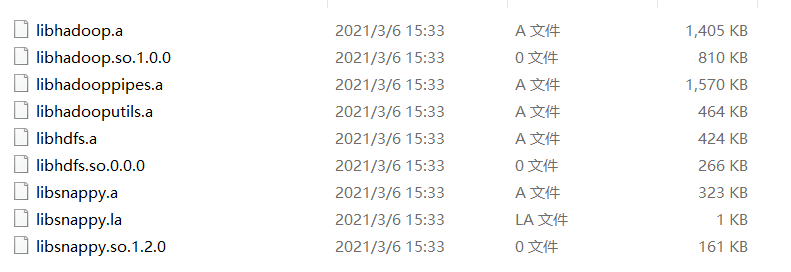 libhadoop.a 2021/3/6 15:33 A 文件 1,405 KB
libhadoop.so.1.0.0 2021/3/6 15:33 0 文件 810 KB
libhadooppipes.a 2021/3/6 15:33 A 文件 1,570 KB
libhadooputils.a 2021/3/6 15:33 A 文件 464 KB
libhdfs.a 2021/3/6 15:33 A 文件 424 KB
libhdfs.so.0.0.0 2021/3/6 15:33 0 文件 266 KB
libsnappy.a 2021/3/6 15:33 A 文件 323 KB
libsnappy.la 2021/3/6 15:33 LA 文件 1 KB
libsnappy.so.1.2.0 2021/3/6 15:33 0 文件 161 KB